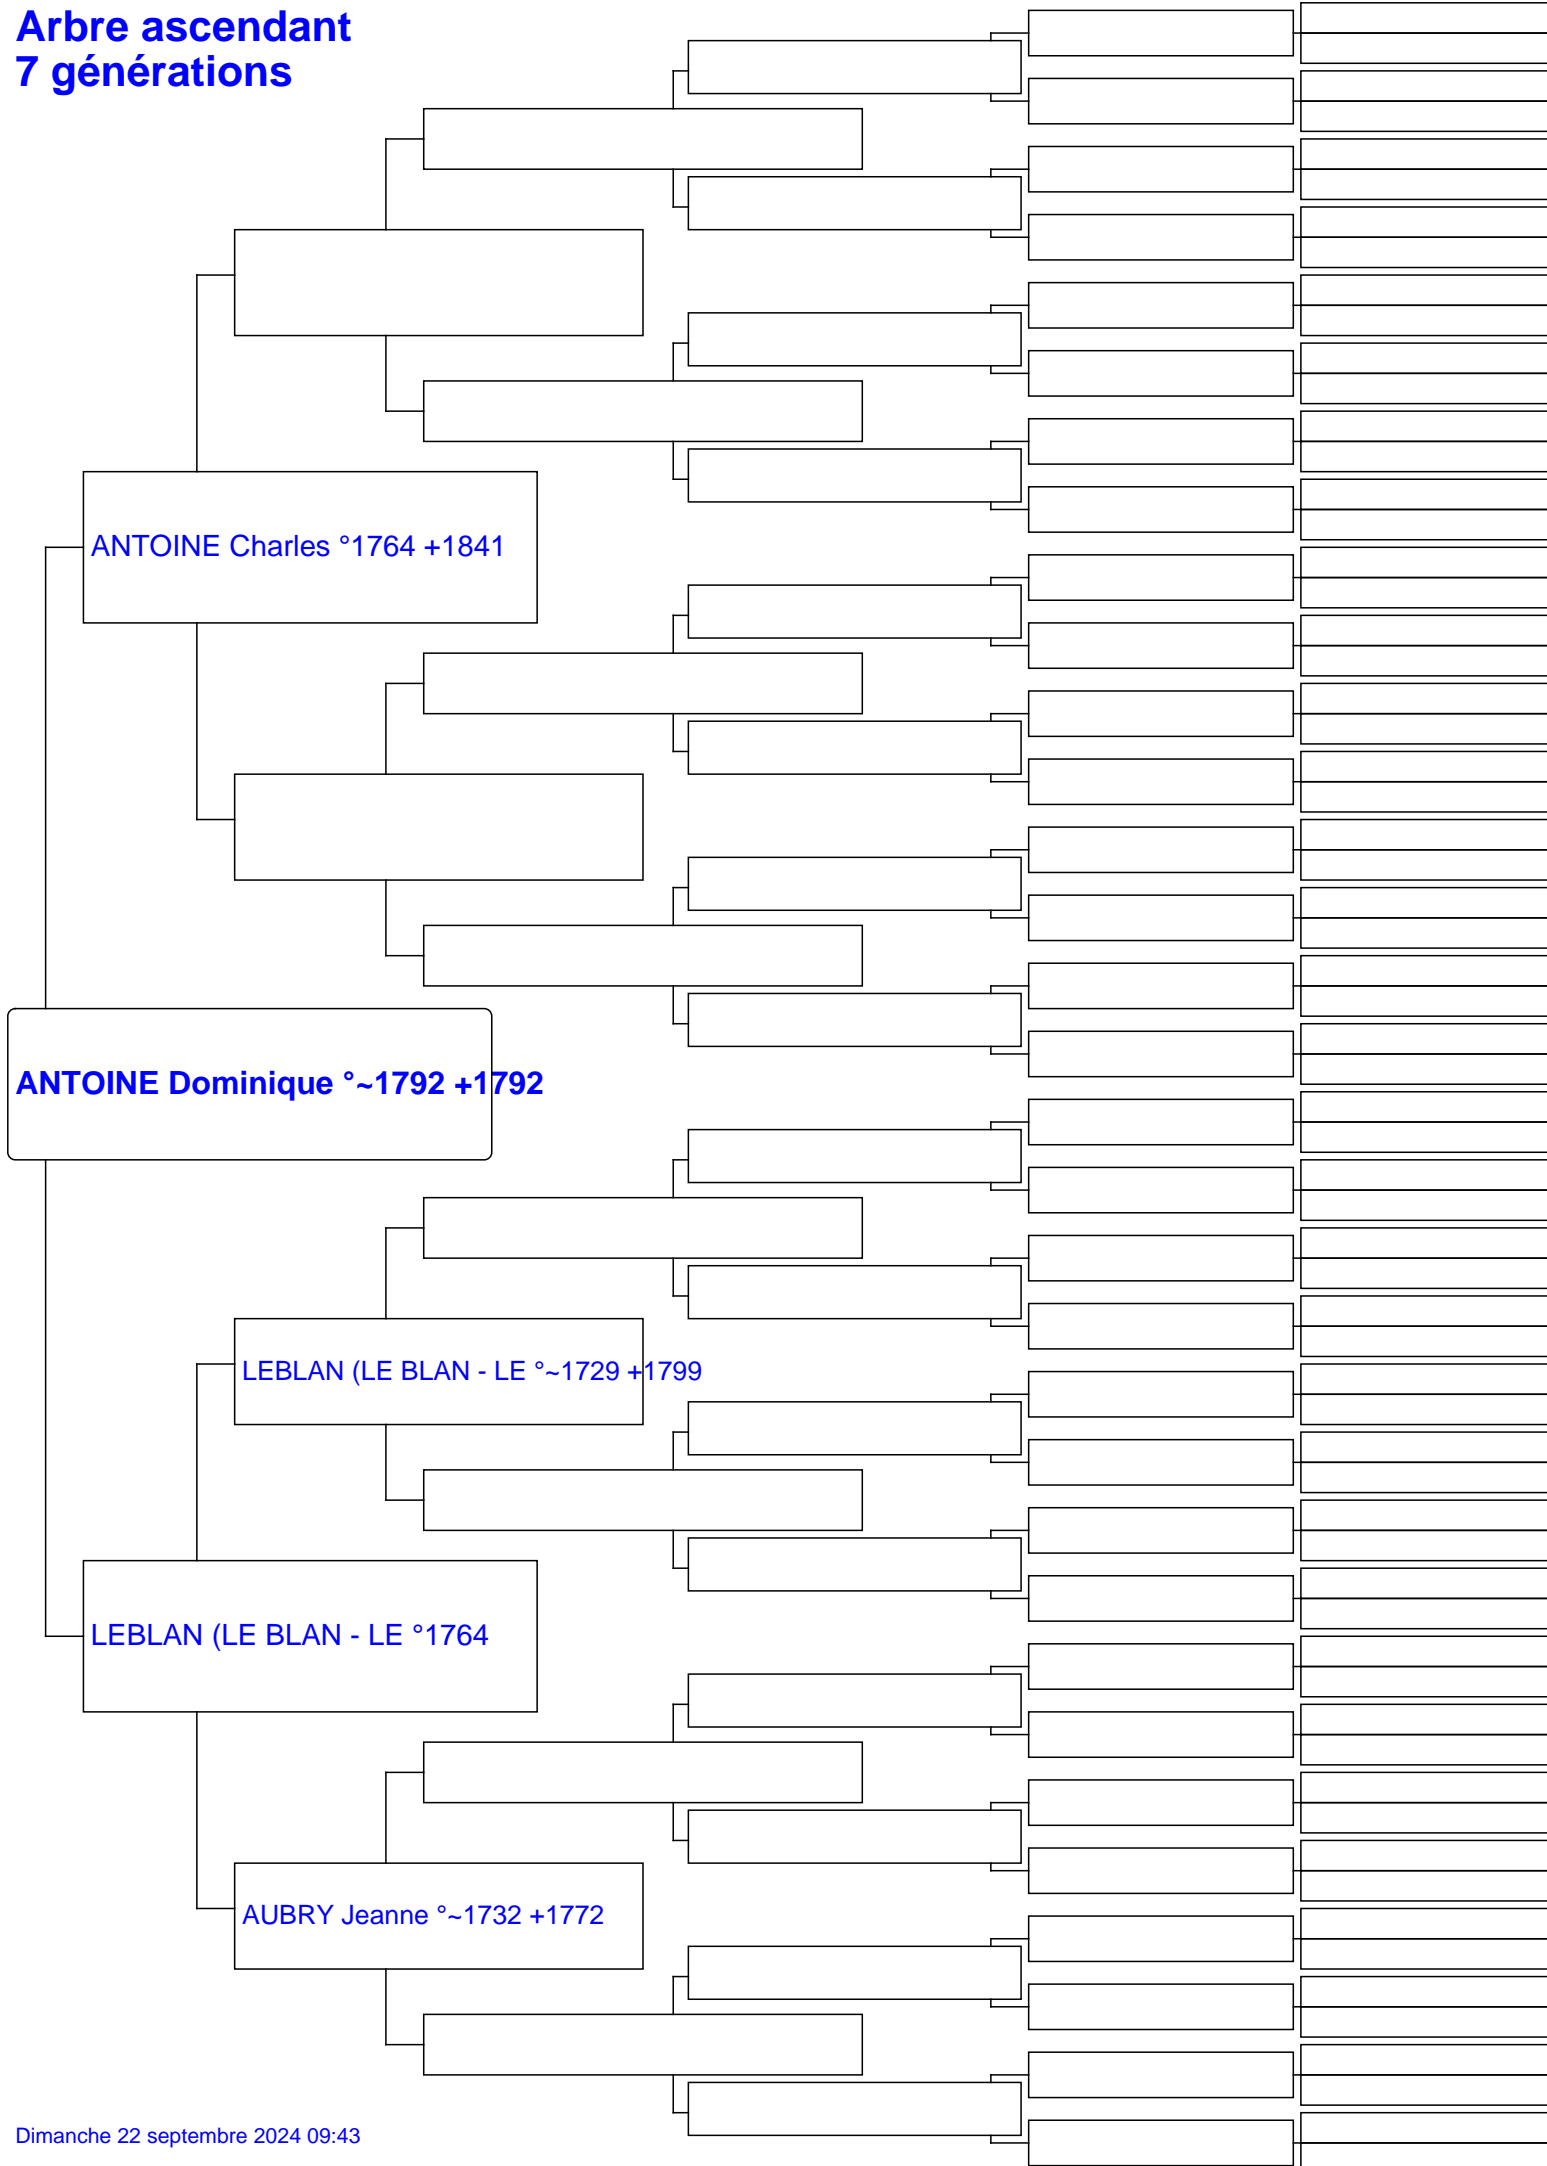 Arbre ascendant
7 générations
ANTOINE Charles °1764 +1841
ANTOINE Dominique °~1792 +1792
LEBLAN (LE BLAN - LE °~1729 +1799
LEBLAN (LE BLAN - LE °1764
AUBRY Jeanne °~1732 +1772
Dimanche 22 septembre 2024 09:43